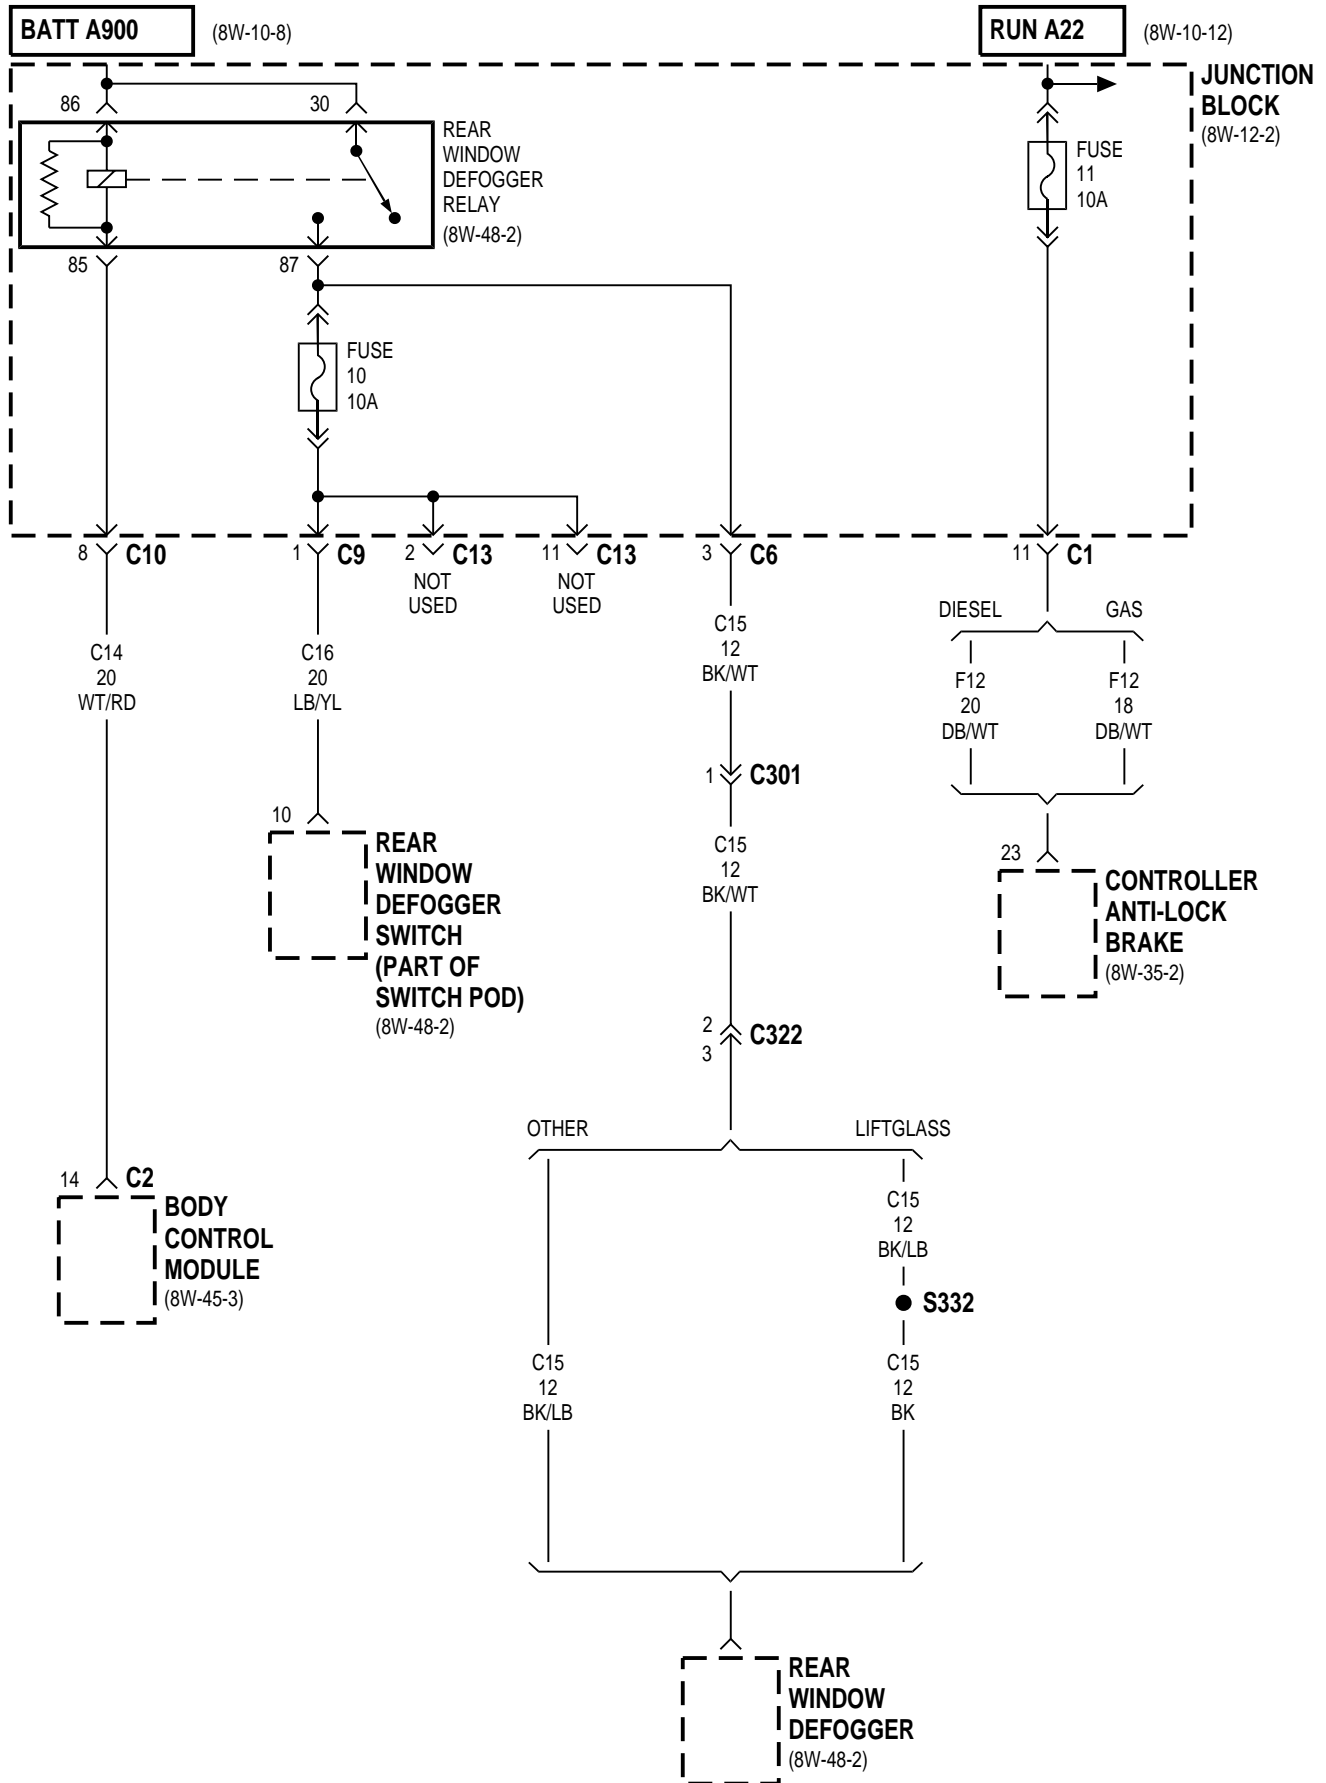 BATT A900
(8W-10-8)
RUN A22
(8W-10-12)
JUNCTION
BLOCK
(8W-12-2)
86
30
REAR
WINDOW
DEFOGGER
RELAY
(8W-48-2)
FUSE
11
10A
85
87
FUSE
10
10A
8
C10
1
C9
2
C13
11
C13
3
C6
11
C1
NOT
USED
NOT
USED
DIESEL
GAS
C14
20
WT/RD
C16
20
LB/YL
C15
12
BK/WT
F12
20
DB/WT
F12
18
DB/WT
1
C301
10
REAR
WINDOW
DEFOGGER
SWITCH
(PART OF
SWITCH POD)
(8W-48-2)
C15
12
BK/WT
23
CONTROLLER
ANTI-LOCK
BRAKE
(8W-35-2)
2
3
C322
OTHER
LIFTGLASS
14
C2
BODY
CONTROL
MODULE
(8W-45-3)
C15
12
BK/LB
S332
C15
12
BK/LB
C15
12
BK
REAR
WINDOW
DEFOGGER
(8W-48-2)